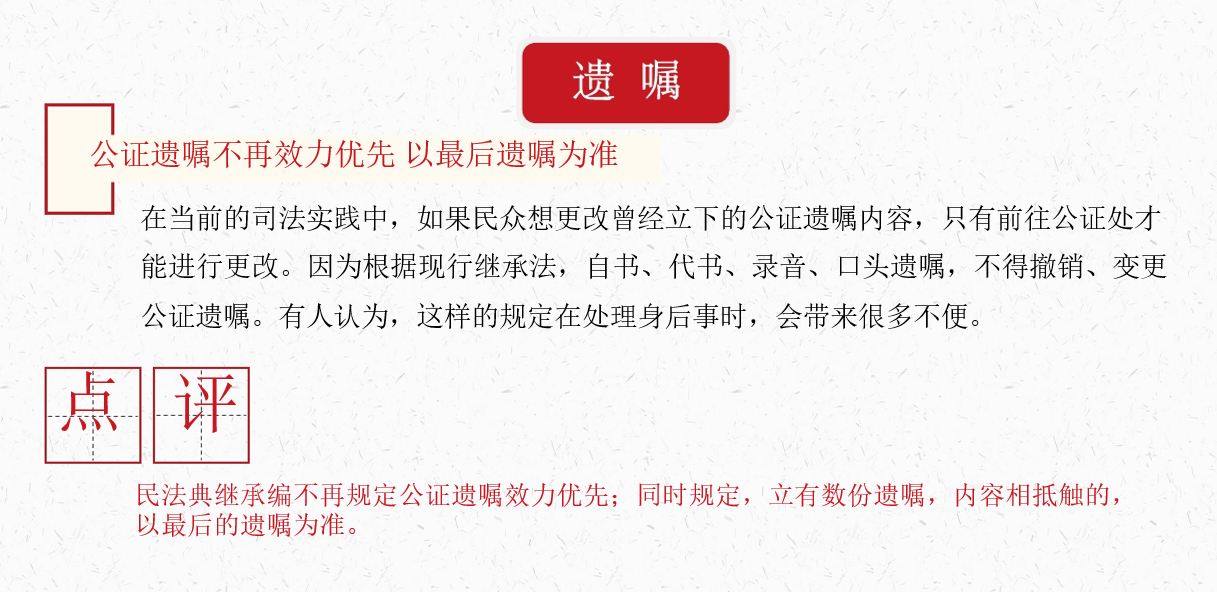 遗 嘱
公证遗嘱不再效力优先 以最后遗嘱为准
在当前的司法实践中，如果民众想更改曾经立下的公证遗嘱内容，只有前往公证处才
能进行更改。因为根据现行继承法，自书、代书、录音、口头遗嘱，不得撤销、变更
公证遗嘱。有人认为，这样的规定在处理身后事时，会带来很多不便。
点 评
民法典继承编不再规定公证遗嘱效力优先；同时规定，立有数份遗嘱，内容相抵触的，
以最后的遗嘱为准。